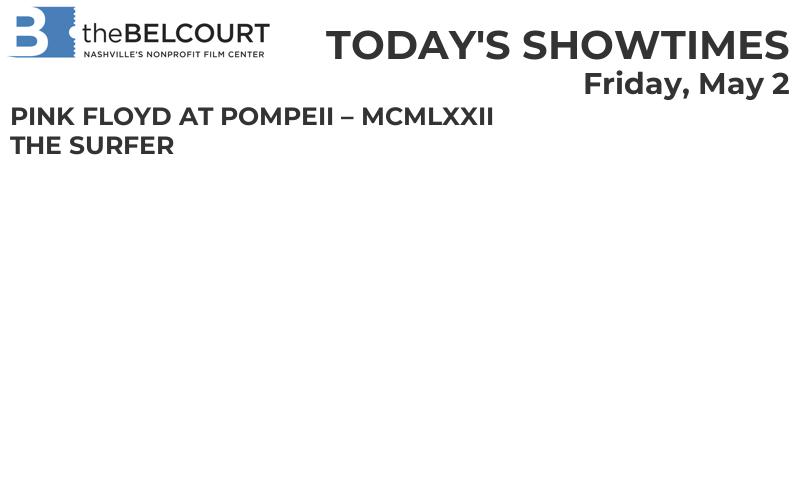 B theBELCOURT
NASHVILLE'S NONPROFIT FILM CENTER
TODAY'S SHOWTIMES
Friday, May 2
PINK FLOYD AT POMPEII – MCMLXXII
THE SURFER